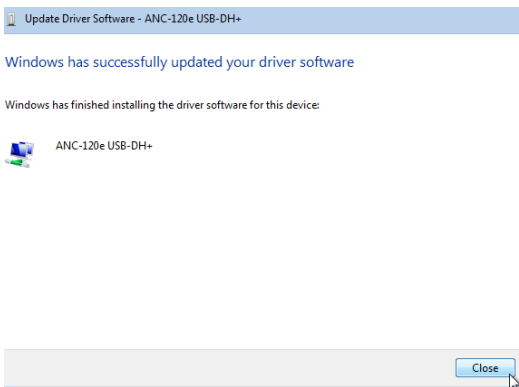 Update Driver Software - ANC-120e USB-DH+
Windows has successfully updated your driver software
Windows has finished installing the driver software for this device:
ANC-120e USB-DH+
Close